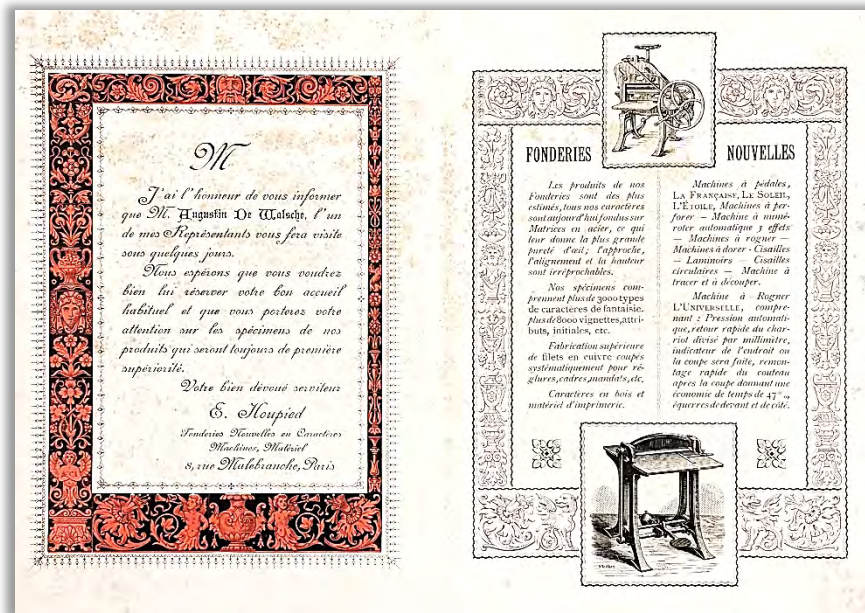 M
J'ai l'honneur de vous informer
que M. Augustin De Walsche, l'un
de mes Représentants vous fera visite
sous quelques jours.
Nous espérons que vous voudrez
bien lui réserver votre bon accueil
habituel et que vous porterez votre
attention sur les spécimens de nos
produits qui seront toujours de première
supériorité.
Votre bien dévoué serviteur
E. Houpied
Fonderies Nouvelles en Caractères
Machines, Matériel
8, rue Malebranche, Paris
FONDERIES NOUVELLES
Les produits de nos
Fonderies sont des plus
estimés, tous nos caractères
sont aujourd'hui fondus sur
Matrices en acier, ce qui
leur donne la plus grande
pureté d'œil; l'approche,
l'alignement et la hauteur
sont irréprochables.
Nos spécimens com-
prennent plus de 3000 types
de caractères de fantaisie.
plus de 8000 vignettes, attri-
buts, initiales, etc.
Fabrication supérieure
de filets en cuivre coupés
systématiquement pour ré-
glures, cadres, mandats, etc.
Caractères en bois et
matériel d'imprimerie.
Machines à pédales,
LA FRANÇAISE, LE SOLEIL,
L'ÉTOILE, Machines à per-
forer — Machine à numé-
roter automatique 3 effets
— Machines à rogner —
Machines à dorer - Cisailles
— Laminoirs — Cisailles
circulaires — Machine à
tracer et à découper.
Machine à Rogner
L'UNIVERSELLE, compre-
nant : Pression automati-
que, retour rapide du char-
riot divisé par millimètre,
indicateur de l'endroit ou
la coupe sera faite, remon-
tage rapide du couteau
après la coupe donnant une
économie de temps de 47 %,
équerres de devant et de côté.